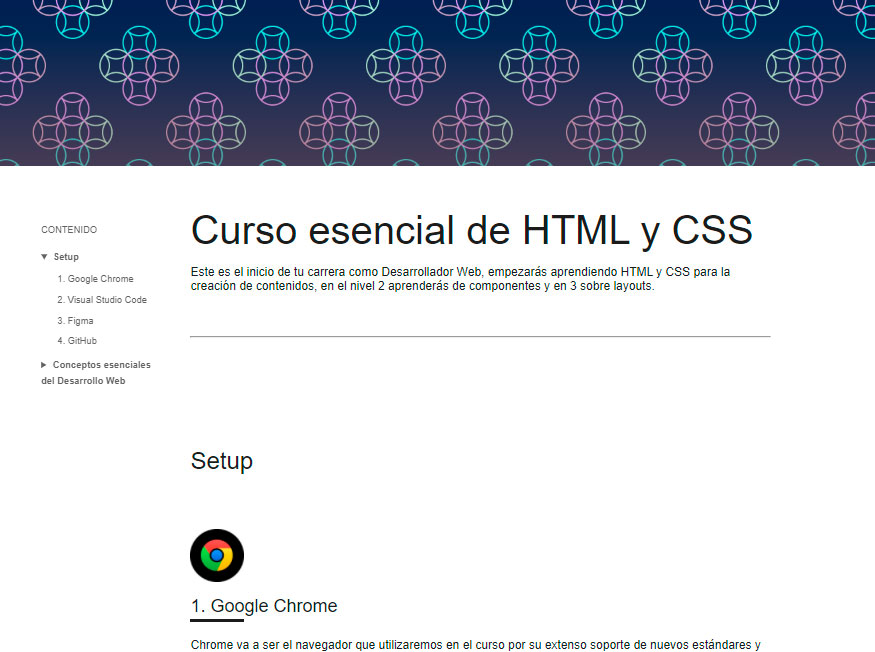 CONTENIDO
▼ Setup
1. Google Chrome
2. Visual Studio Code
3. Figma
4. GitHub
► Conceptos esenciales
del Desarrollo Web
Curso esencial de HTML y CSS
Este es el inicio de tu carrera como Desarrollador Web, empezarás aprendiendo HTML y CSS para la
creación de contenidos, en el nivel 2 aprenderás de componentes y en 3 sobre layouts.
Setup
1. Google Chrome
Chrome va a ser el navegador que utilizaremos en el curso por su extenso soporte de nuevos estándares y